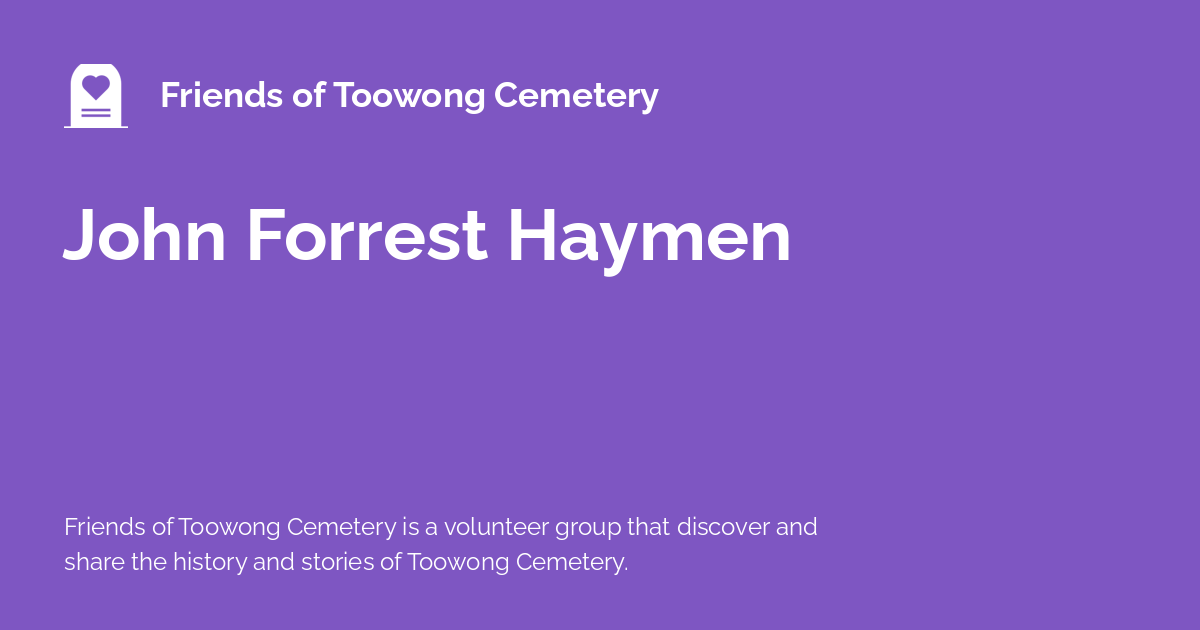 Friends of Toowong Cemetery
John Forrest Haymen
Friends of Toowong Cemetery is a volunteer group that discover and
share the history and stories of Toowong Cemetery.